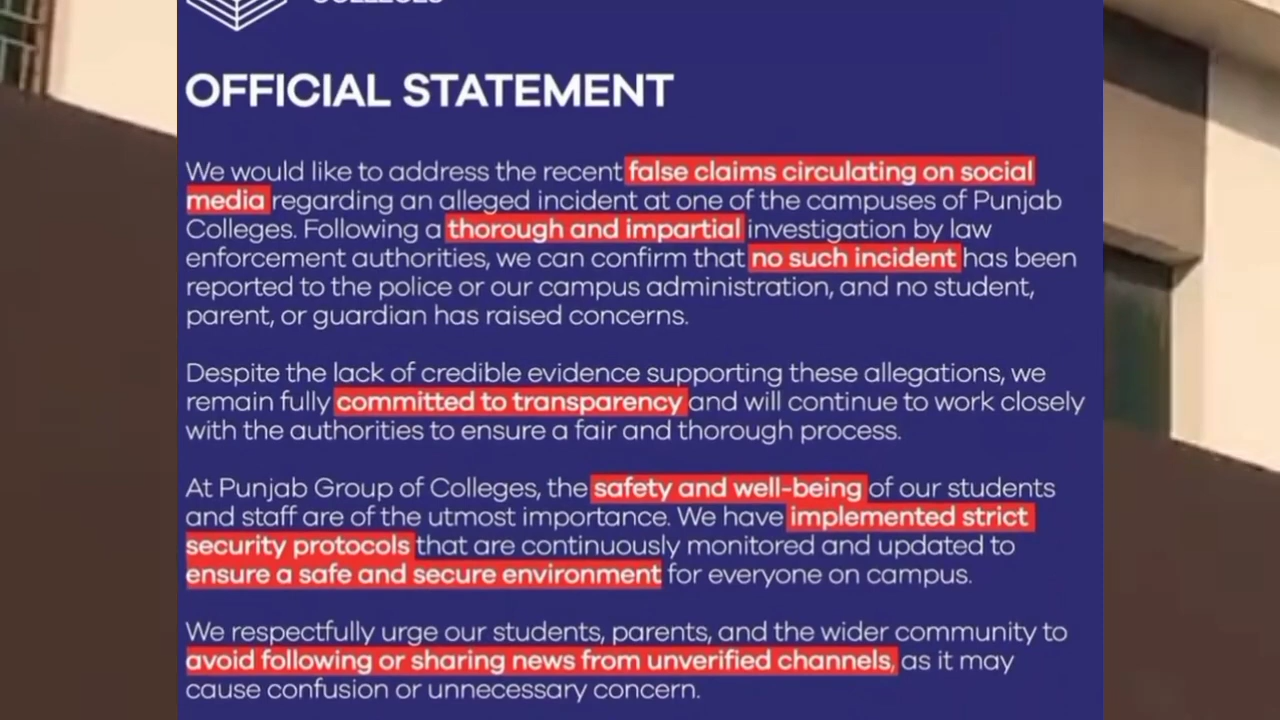 OFFICIAL STATEMENT
We would like to address the recent false claims circulating on social
media regarding an alleged incident at one of the campuses of Punjab
Colleges. Following a thorough and impartial investigation by law
enforcement authorities, we can confirm that no such incident has been
reported to the police or our campus administration, and no student,
parent, or guardian has raised concerns.
Despite the lack of credible evidence supporting these allegations, we
remain fully committed to transparency and will continue to work closely
with the authorities to ensure a fair and thorough process.
At Punjab Group of Colleges, the safety and well-being of our students
and staff are of the utmost importance. We have implemented strict
security protocols that are continuously monitored and updated to
ensure a safe and secure environment for everyone on campus.
We respectfully urge our students, parents, and the wider community to
avoid following or sharing news from unverified channels, as it may
cause confusion or unnecessary concern.